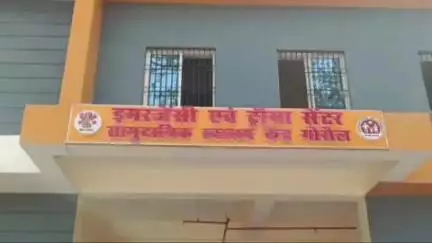 इमरजेंसी एवं ट्रॉमा सेंटर
सामुदायिक स्वास्थ्य केन्द्र गोरौल